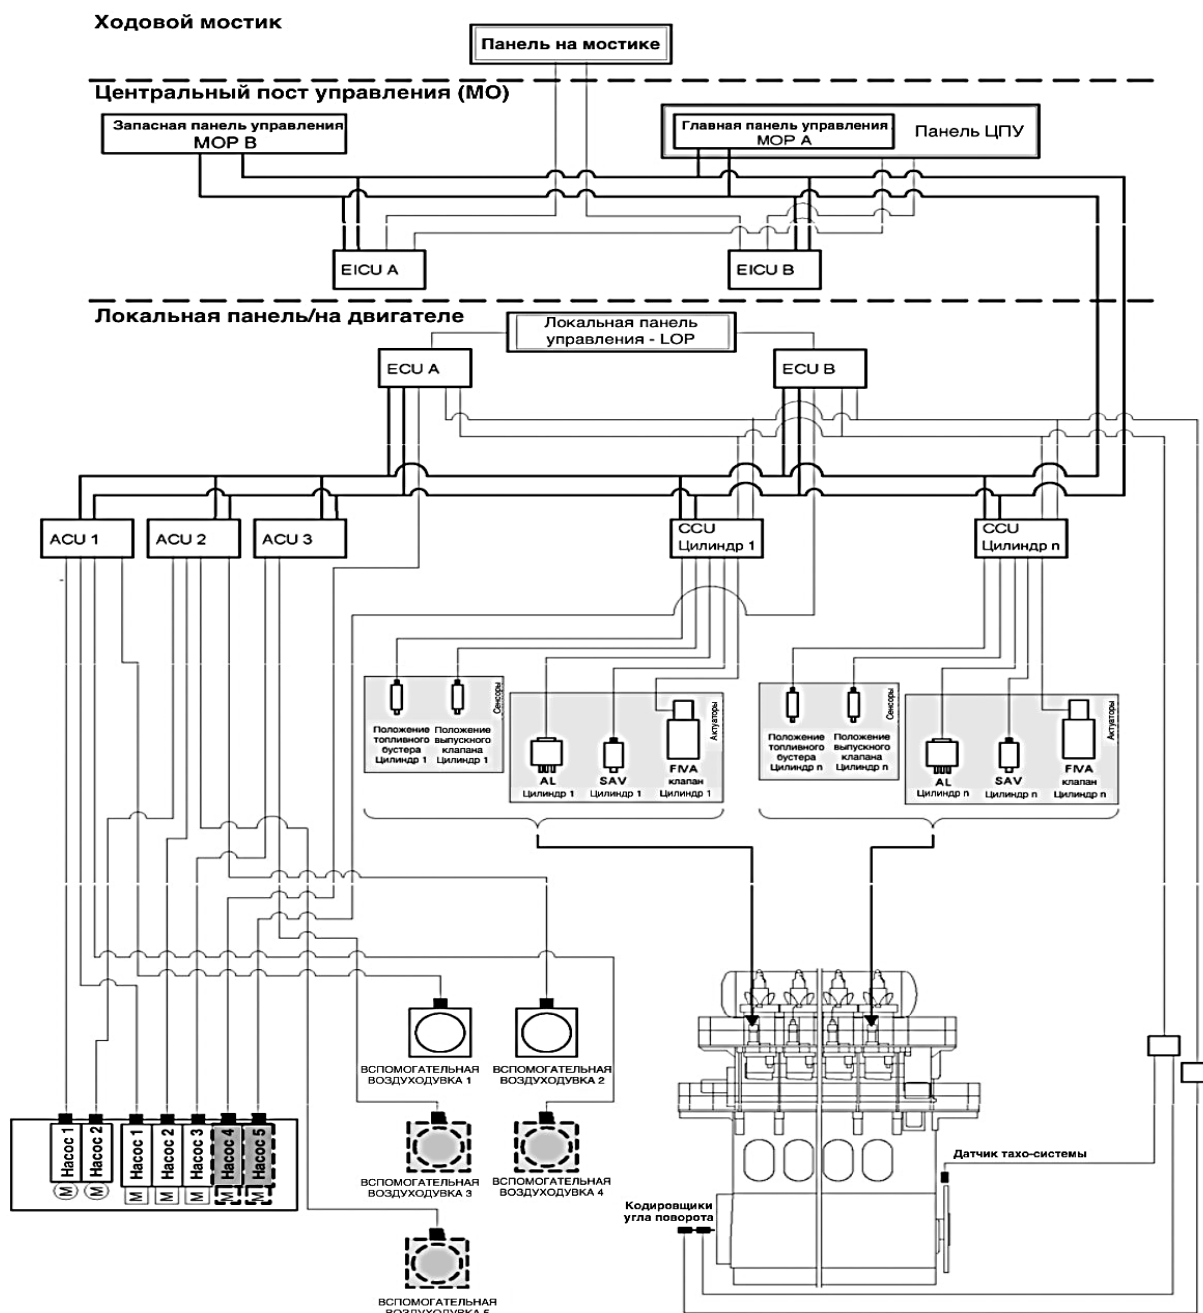 Ходовой мостик
Панель на мостике
Центральный пост управления (МО)
Запасная панель управления
MOP B
Главная панель управления
MOP A
Панель ЦПУ
EICU A
EICU B
Локальная панель/на двигателе
Локальная панель
управления - LOP
ECU A
ECU B
ACU 1
ACU 2
ACU 3
CCU
Цилиндр 1
CCU
Цилиндр n
Сенсоры
Положение
топливного
бустера
Цилиндр 1
Положение
выпускного
клапана
Цилиндр 1
Актуаторы
AL
Цилиндр 1
SAV
Цилиндр 1
FIVA
клапан
Цилиндр 1
Сенсоры
Положение
топливного
бустера
Цилиндр n
Положение
выпускного
клапана
Цилиндр n
Актуаторы
AL
Цилиндр n
SAV
Цилиндр n
FIVA
клапан
Цилиндр n
ВСПОМОГАТЕЛЬНАЯ
ВОЗДУХОДУВКА 1
ВСПОМОГАТЕЛЬНАЯ
ВОЗДУХОДУВКА 2
Насос 1
Насос 2
Насос 1
Насос 2
Насос 3
Насос 4
Насос 5
M
M
M
M
M
M
M
ВСПОМОГАТЕЛЬНАЯ
ВОЗДУХОДУВКА 3
ВСПОМОГАТЕЛЬНАЯ
ВОЗДУХОДУВКА 4
Датчик тахо-системы
Кодировщики
угла поворота
ВСПОМОГАТЕЛЬНАЯ
ВОЗДУХОДУВКА 5